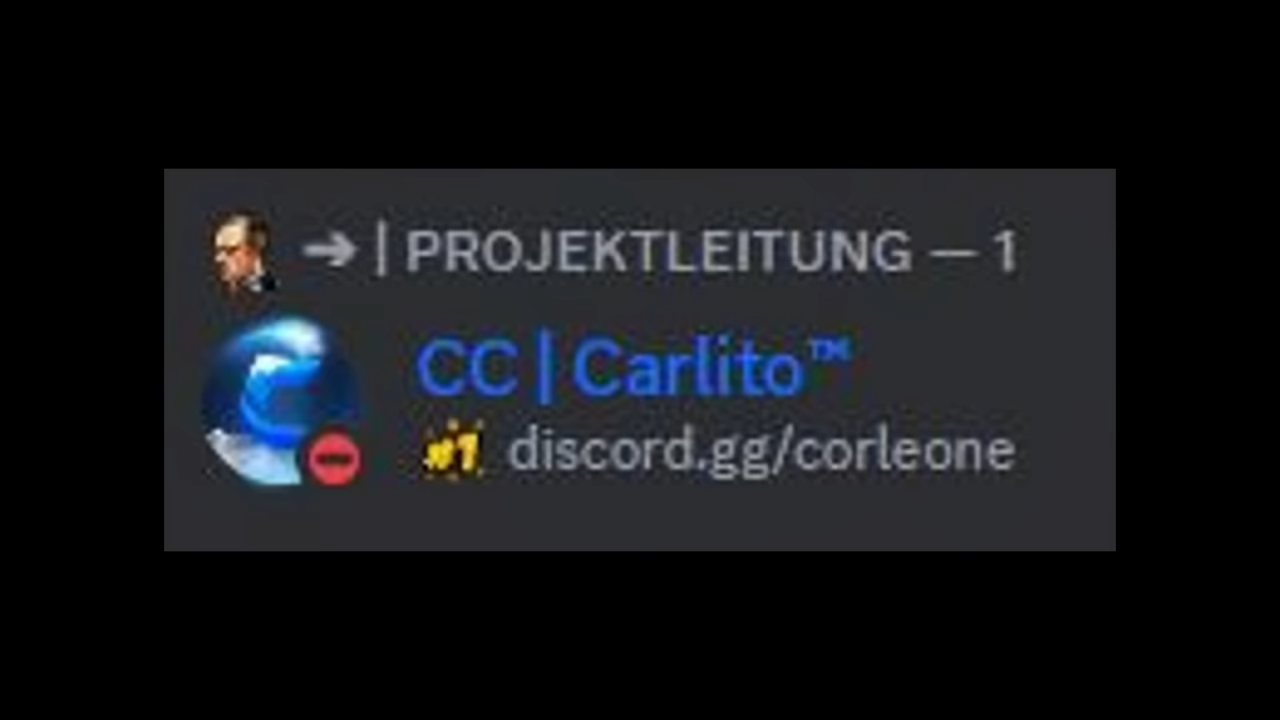 ➔ | PROJEKTLEITUNG — 1
CC | Carlito™
#1 discord.gg/corleone